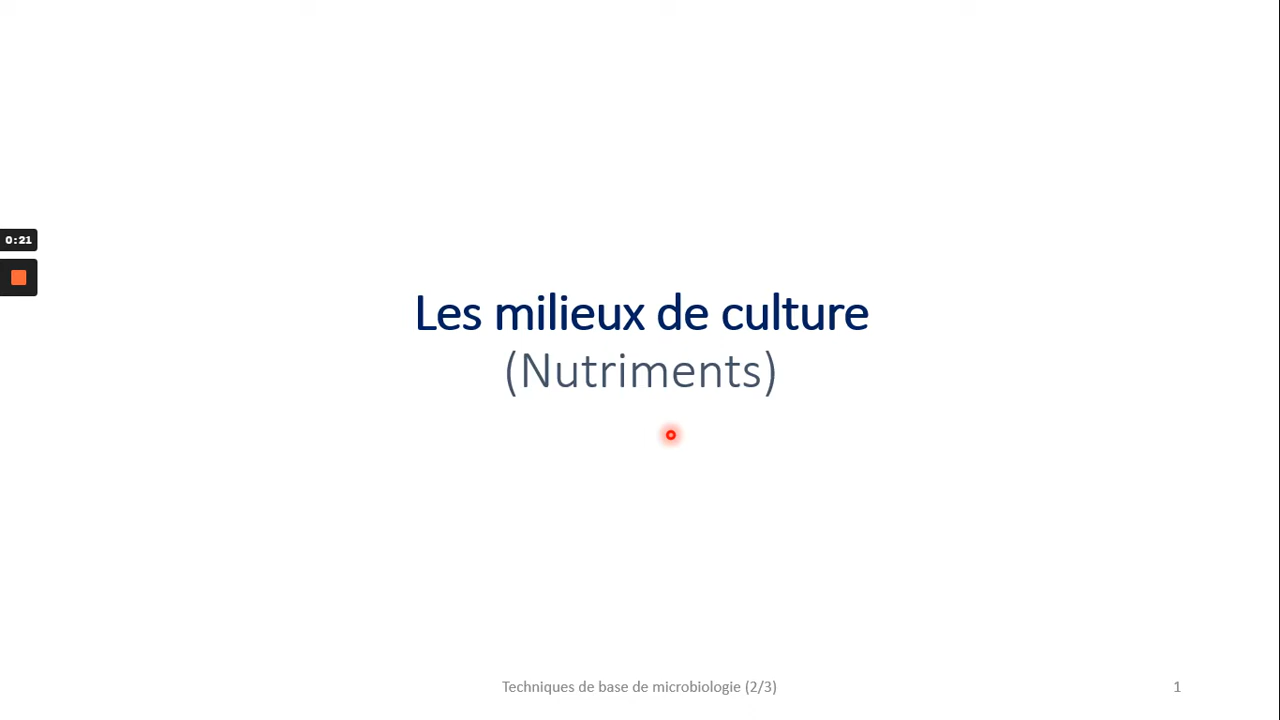 0:21
Les milieux de culture
(Nutriments)
Techniques de base de microbiologie (2/3)
1